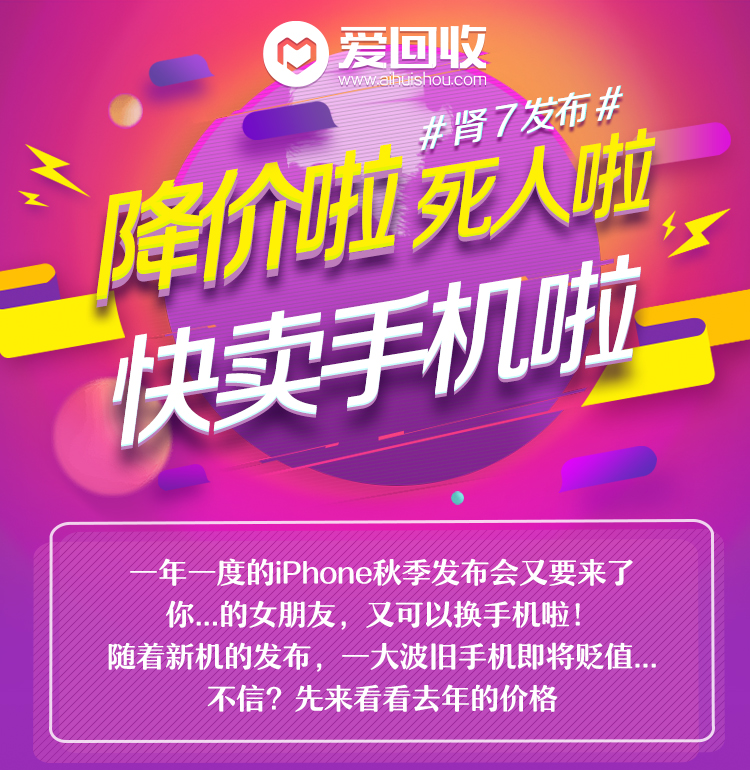 爱回收
www.aihuishou.com
#肾7发布#
降价啦 死人啦
快卖手机啦
一年一度的iPhone秋季发布会又要来了
你...的女朋友，又可以换手机啦！
随着新机的发布，一大波旧手机即将贬值...
不信？先来看看去年的价格